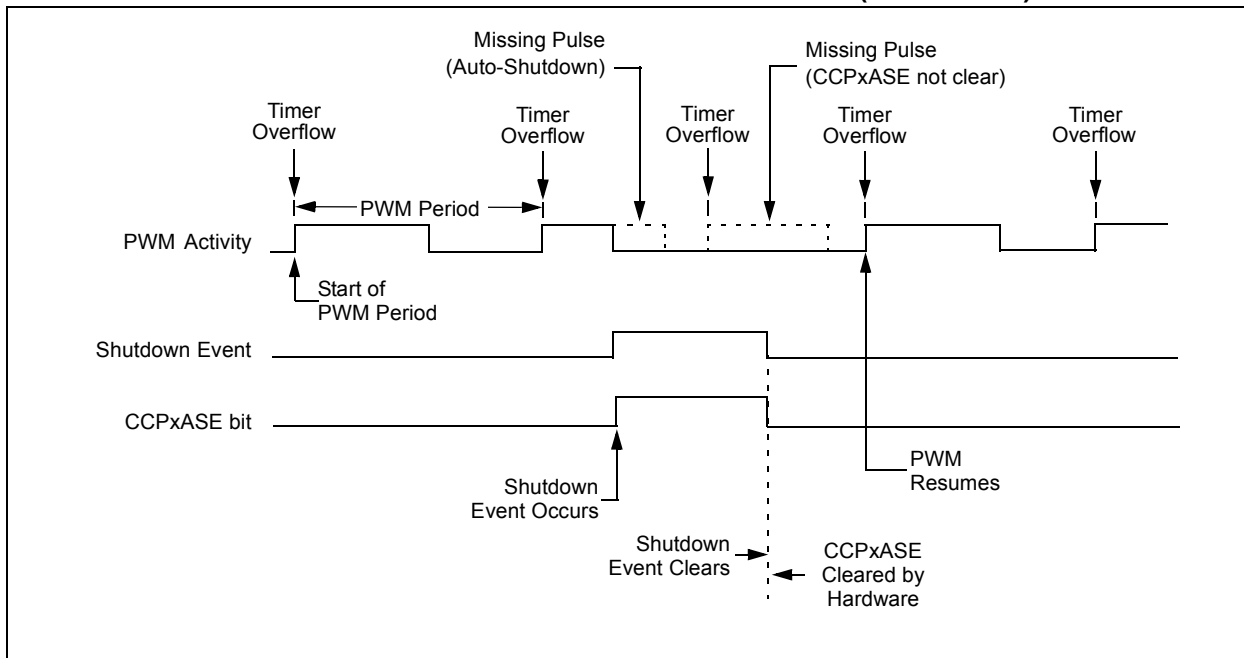 Missing Pulse
(Auto-Shutdown)
Missing Pulse
(CCPxASE not clear)
Timer
Overflow
Timer
Overflow
Timer
Overflow
Timer
Overflow
Timer
Overflow
PWM Period
PWM Activity
Start of
PWM Period
Shutdown Event
CCPxASE bit
Shutdown
Event Occurs
PWM
Resumes
Shutdown
Event Clears
CCPxASE
Cleared by
Hardware